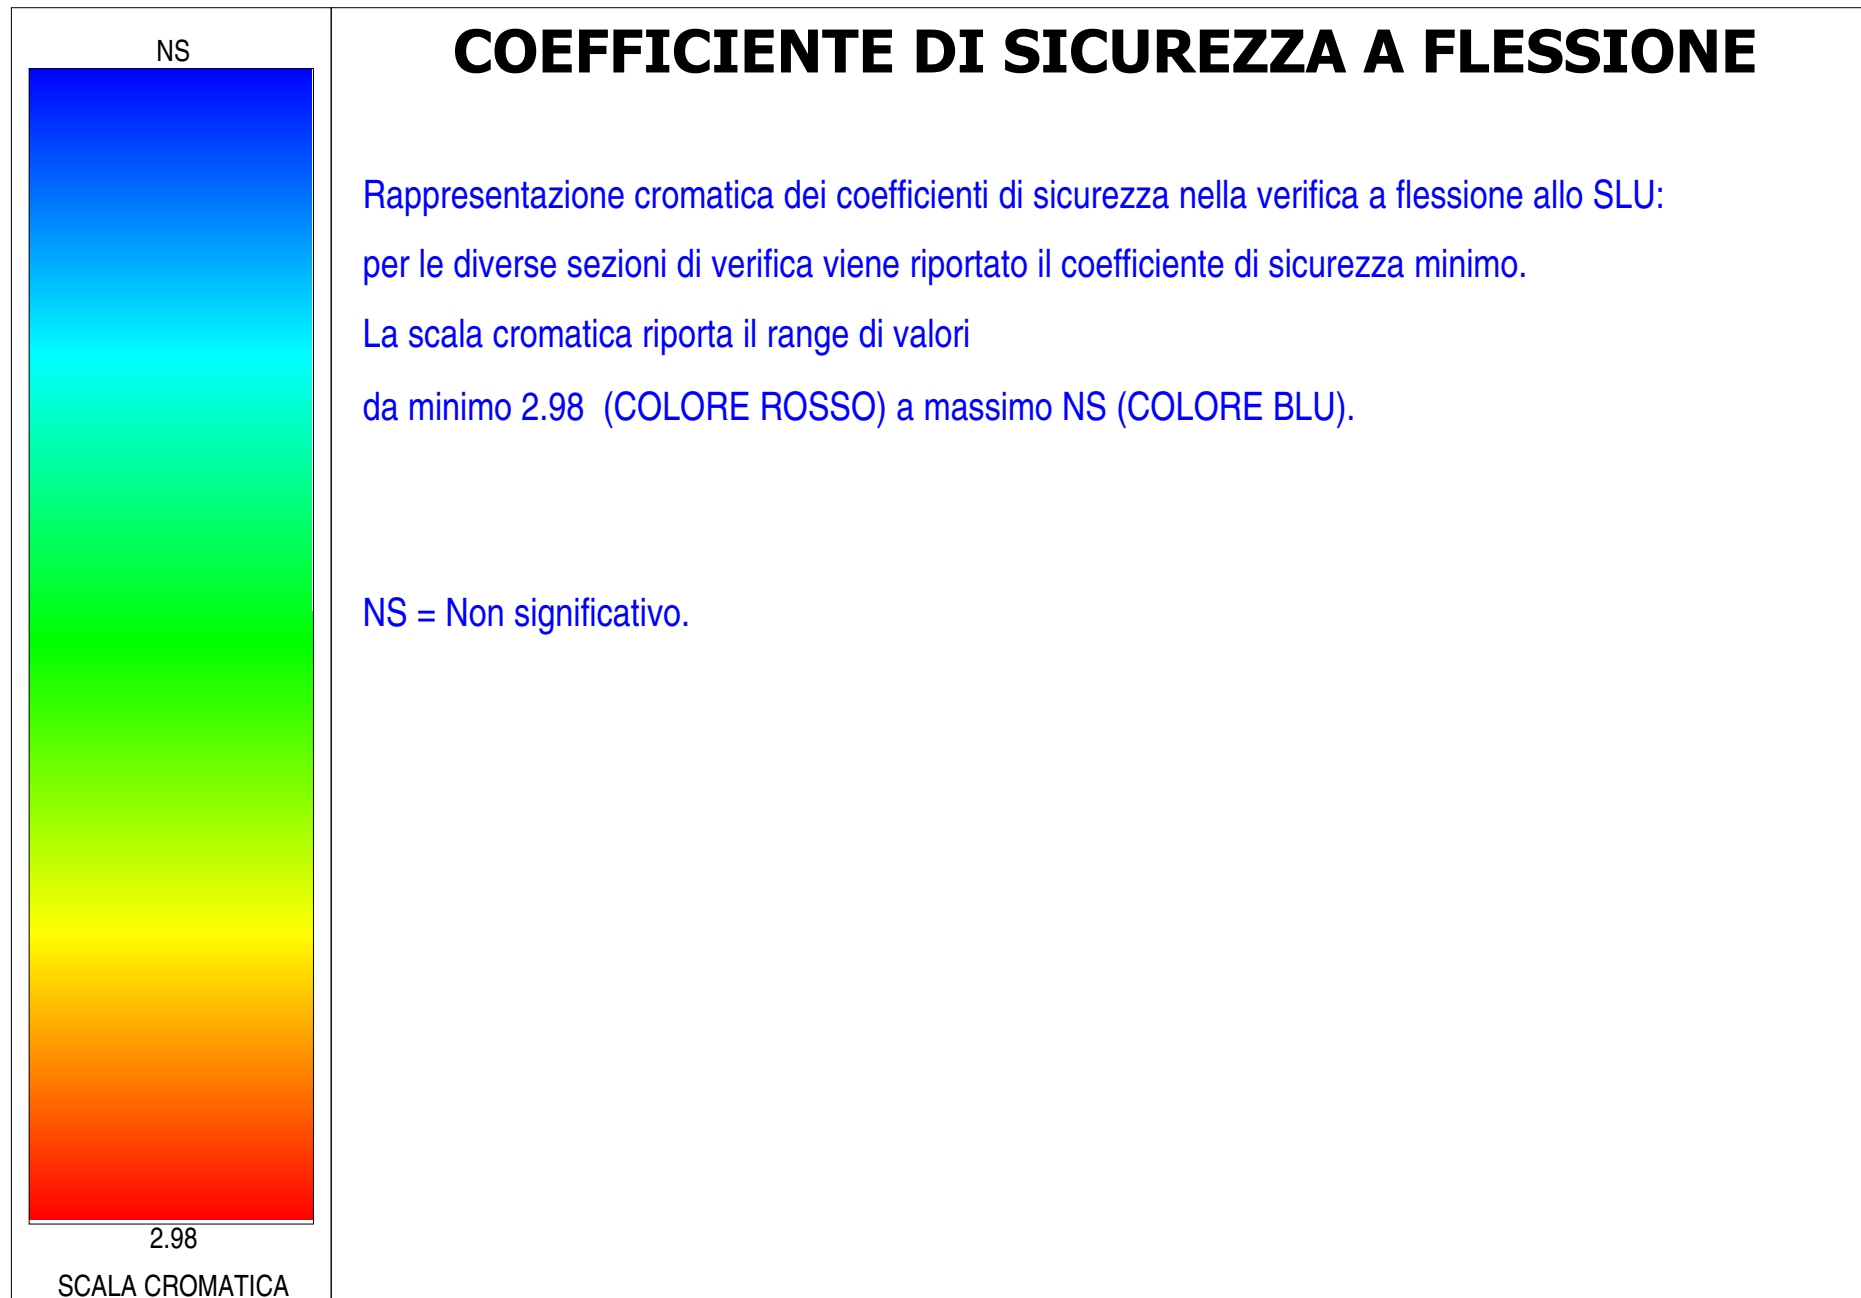 NS
COEFFICIENTE DI SICUREZZA A FLESSIONE
Rappresentazione cromatica dei coefficienti di sicurezza nella verifica a flessione allo SLU:
per le diverse sezioni di verifica viene riportato il coefficiente di sicurezza minimo.
La scala cromatica riporta il range di valori
da minimo 2.98  (COLORE ROSSO) a massimo NS (COLORE BLU).
NS = Non significativo.
2.98
SCALA CROMATICA